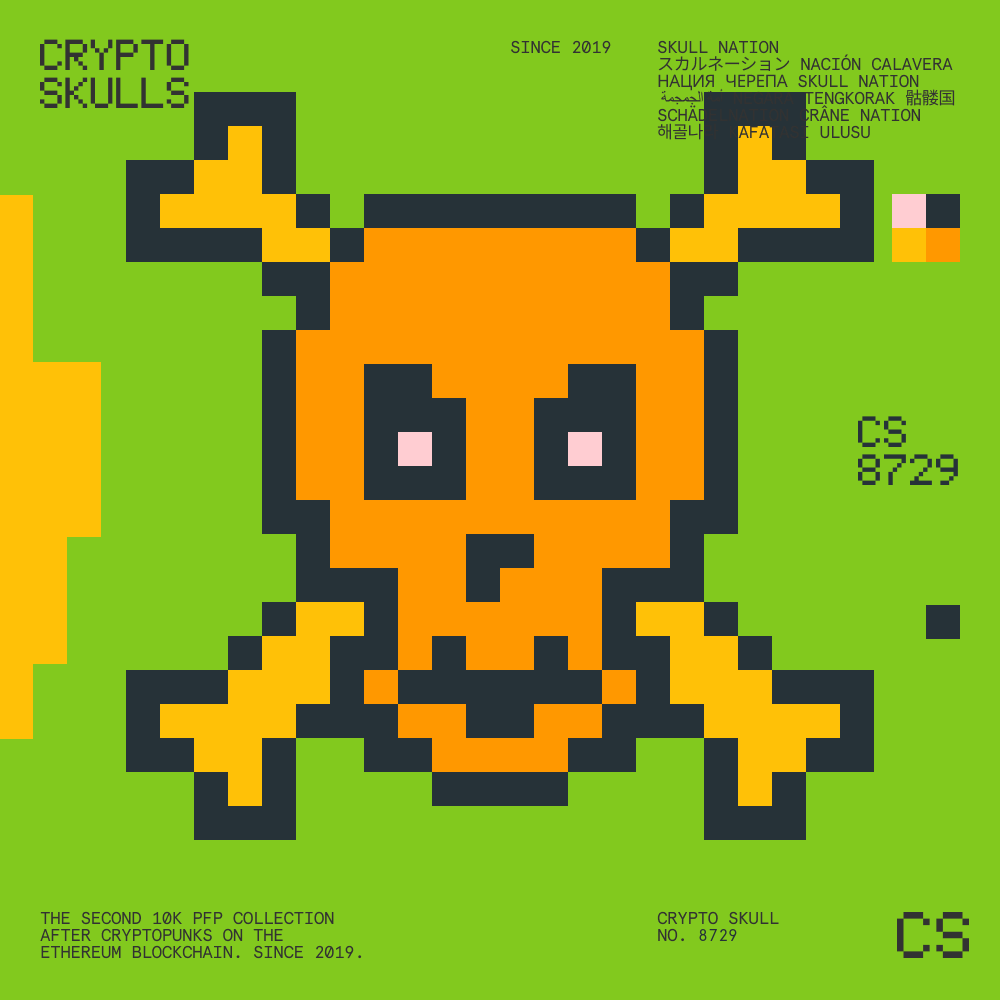 CRYPTO
SKULLS
SINCE 2019
SKULL NATION
スカルネーション NACIÓN CALAVERA
НАЦИЯ ЧЕРЕПА SKULL NATION
الجمجمة TENGKORAK 骷髅国
CRÂNE NATION
해골나 ULUSU
CS
8729
THE SECOND 10K PFP COLLECTION
AFTER CRYPTOPUNKS ON THE
ETHEREUM BLOCKCHAIN. SINCE 2019.
CRYPTO SKULL
NO. 8729
CS